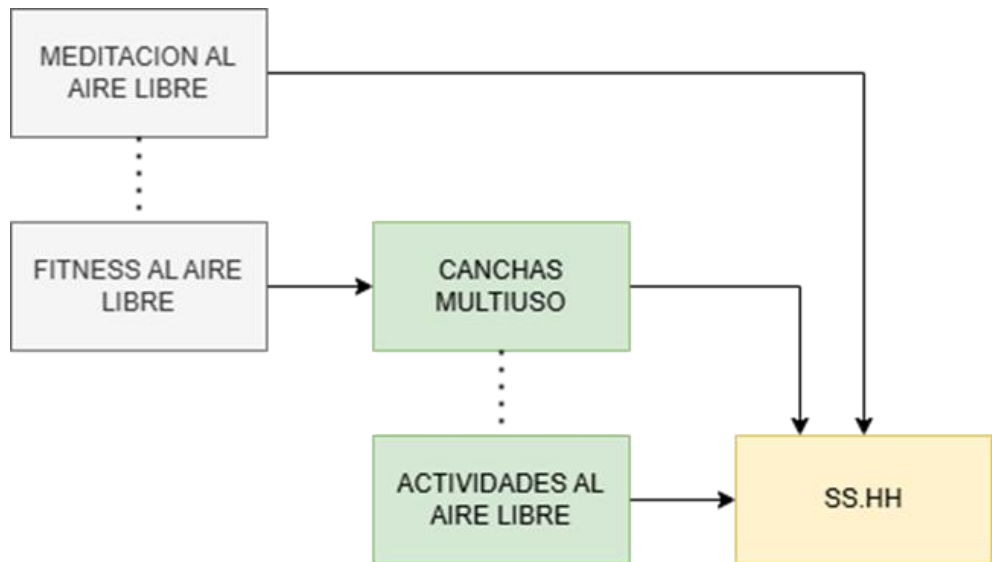 MEDITACION AL
AIRE LIBRE
FITNESS AL AIRE
LIBRE
CANCHAS
MULTIUSO
ACTIVIDADES AL
AIRE LIBRE
SS.HH